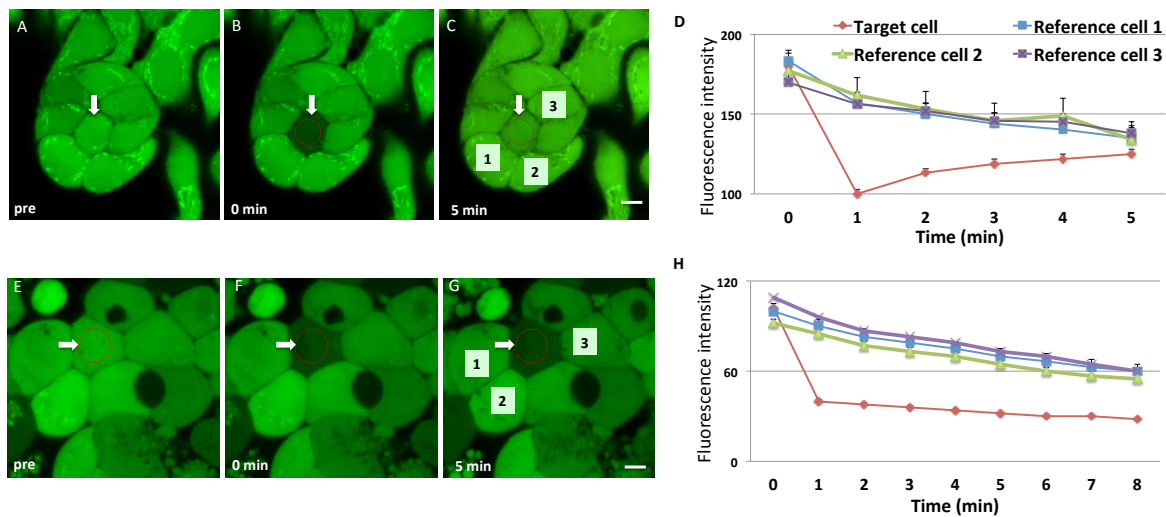 A
B
C
3
1
2
pre
0 min
5 min
D
Target cell
Reference cell 1
Reference cell 2
Reference cell 3
Fluorescence intensity
200
150
100
0 1 2 3 4 5
Time (min)
E
F
G
1
3
2
pre
0 min
5 min
H
Fluorescence intensity
120
60
0
0 1 2 3 4 5 6 7 8
Time (min)